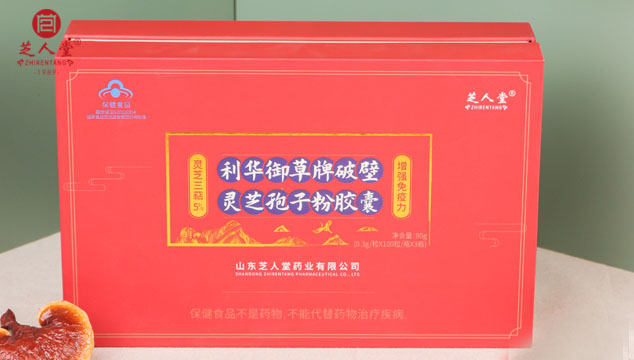 芝人堂®
ZHIRENTANG
·1989·
保健食品
芝人堂®
ZHIRENTANG
灵芝三萜
5%
利华御草牌破壁
灵芝孢子粉胶囊
增强免疫力
净含量:90g
(0.3g/粒X100粒/瓶X3瓶)
山东芝人堂药业有限公司
SHANDONG ZHIRENTANG PHARMACEUTICAL CO., LTD
保健食品不是药物,不能代替药物治疗疾病。